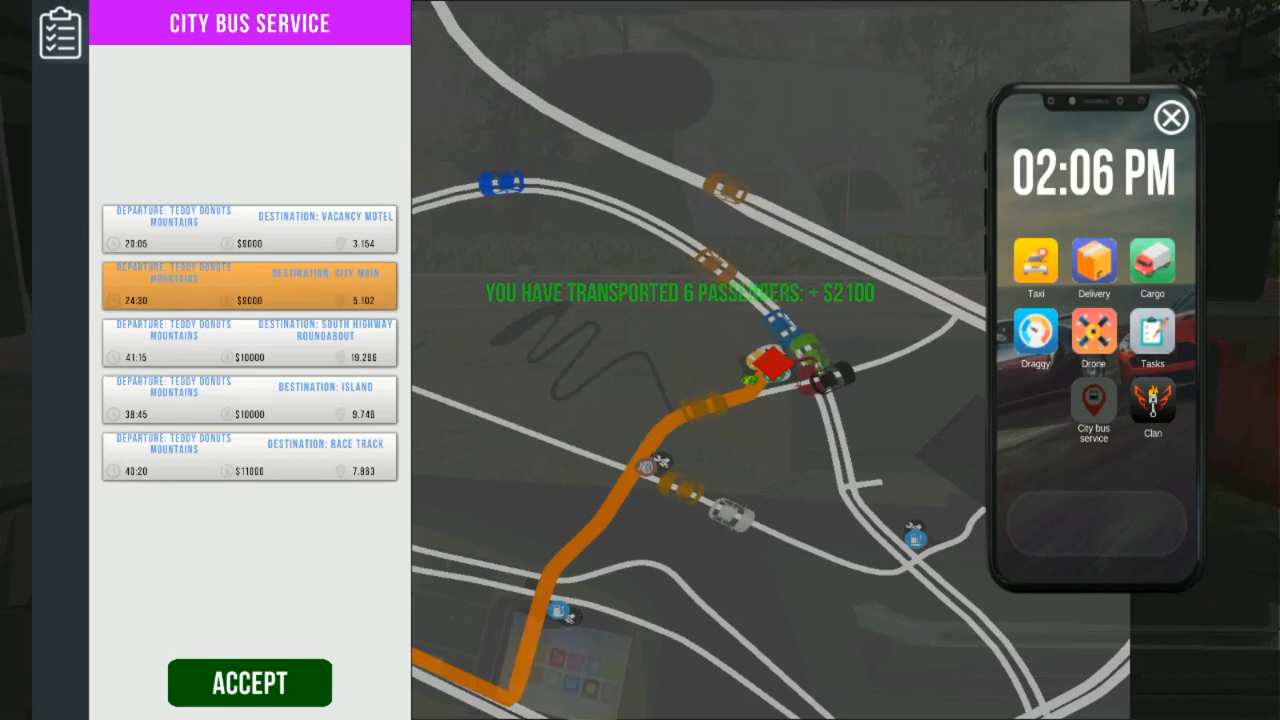 CITY BUS SERVICE
DEPARTURE: TEDDY DONUTS
MOUNTAINS
DESTINATION: VACANCY MOTEL
20:05
$8000
3.154
DEPARTURE: TEDDY DONUTS
MOUNTAINS
DESTINATION: CITY MAIN
24:30
$9000
5.102
DEPARTURE: TEDDY DONUTS
MOUNTAINS
DESTINATION: SOUTH HIGHWAY
ROUNDABOUT
41:15
$10000
19.286
DEPARTURE: TEDDY DONUTS
MOUNTAINS
DESTINATION: ISLAND
38:45
$10000
9.746
DEPARTURE: TEDDY DONUTS
MOUNTAINS
DESTINATION: RACE TRACK
40:20
$11000
7.863
ACCEPT
YOU HAVE TRANSPORTED 6 PASSENGERS: + $2100
02:06 PM
Taxi
Delivery
Cargo
Draggy
Drone
Tasks
City bus
service
Clan